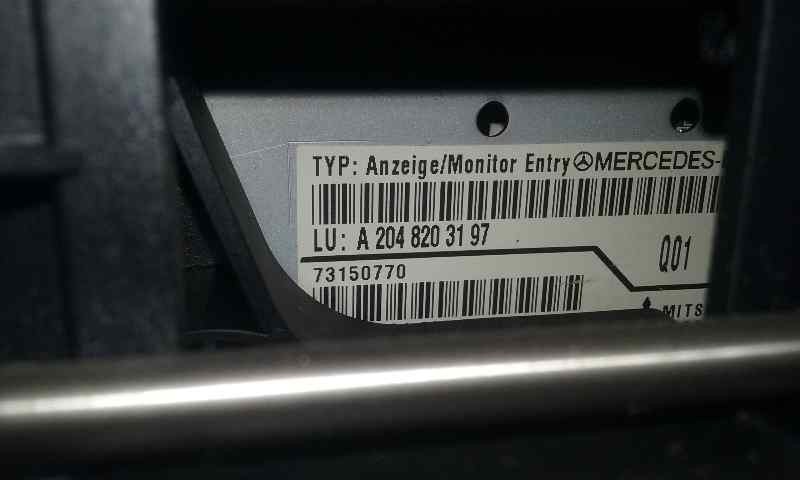 TYP: Anzeige/Monitor Entry MERCEDES-
LU: A 204 820 31 97
Q01
73150770
MITS